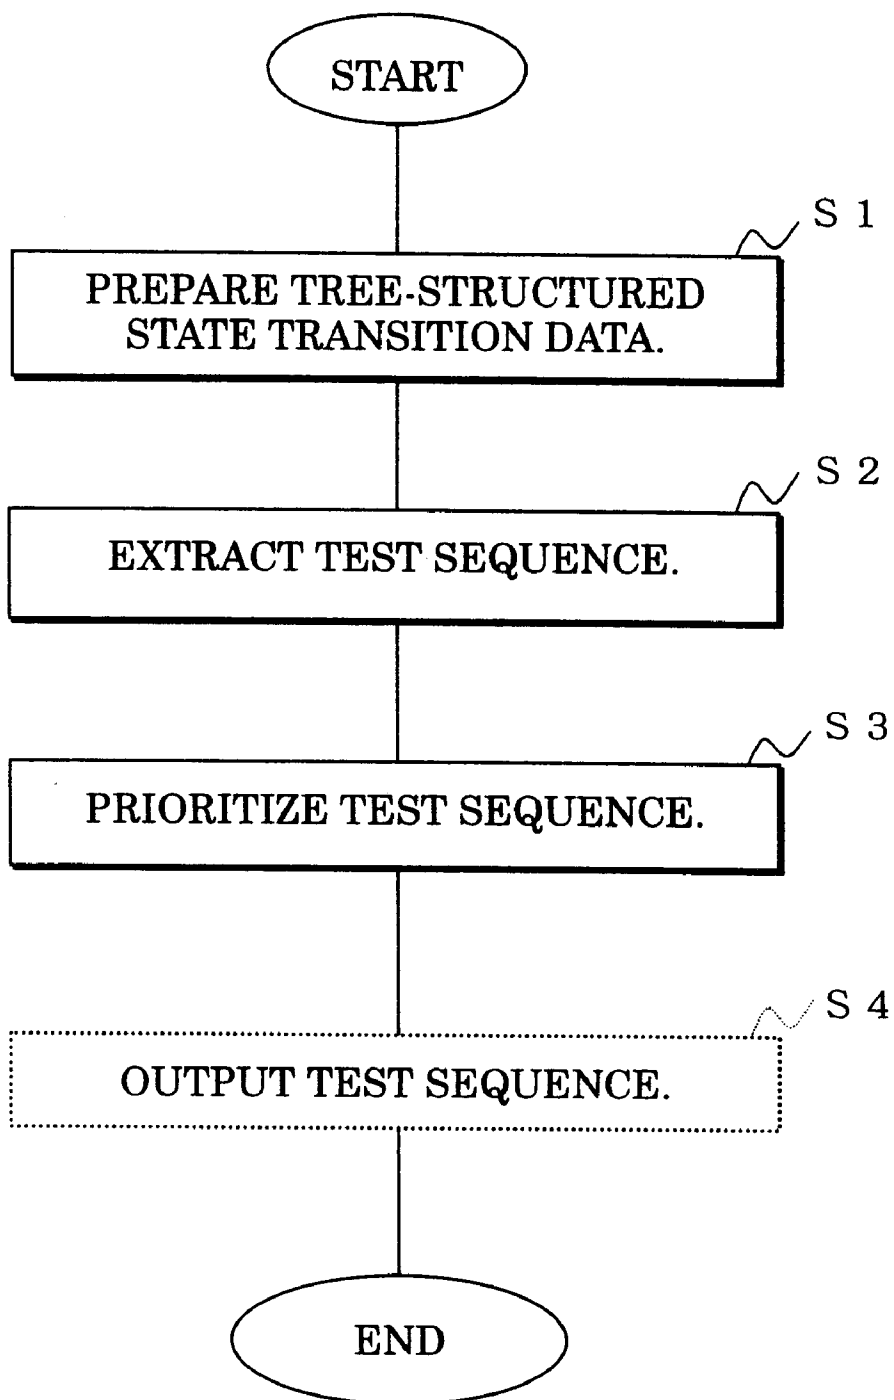 START
S 1
PREPARE TREE-STRUCTURED
STATE TRANSITION DATA.
S 2
EXTRACT TEST SEQUENCE.
S 3
PRIORITIZE TEST SEQUENCE.
S 4
OUTPUT TEST SEQUENCE.
END